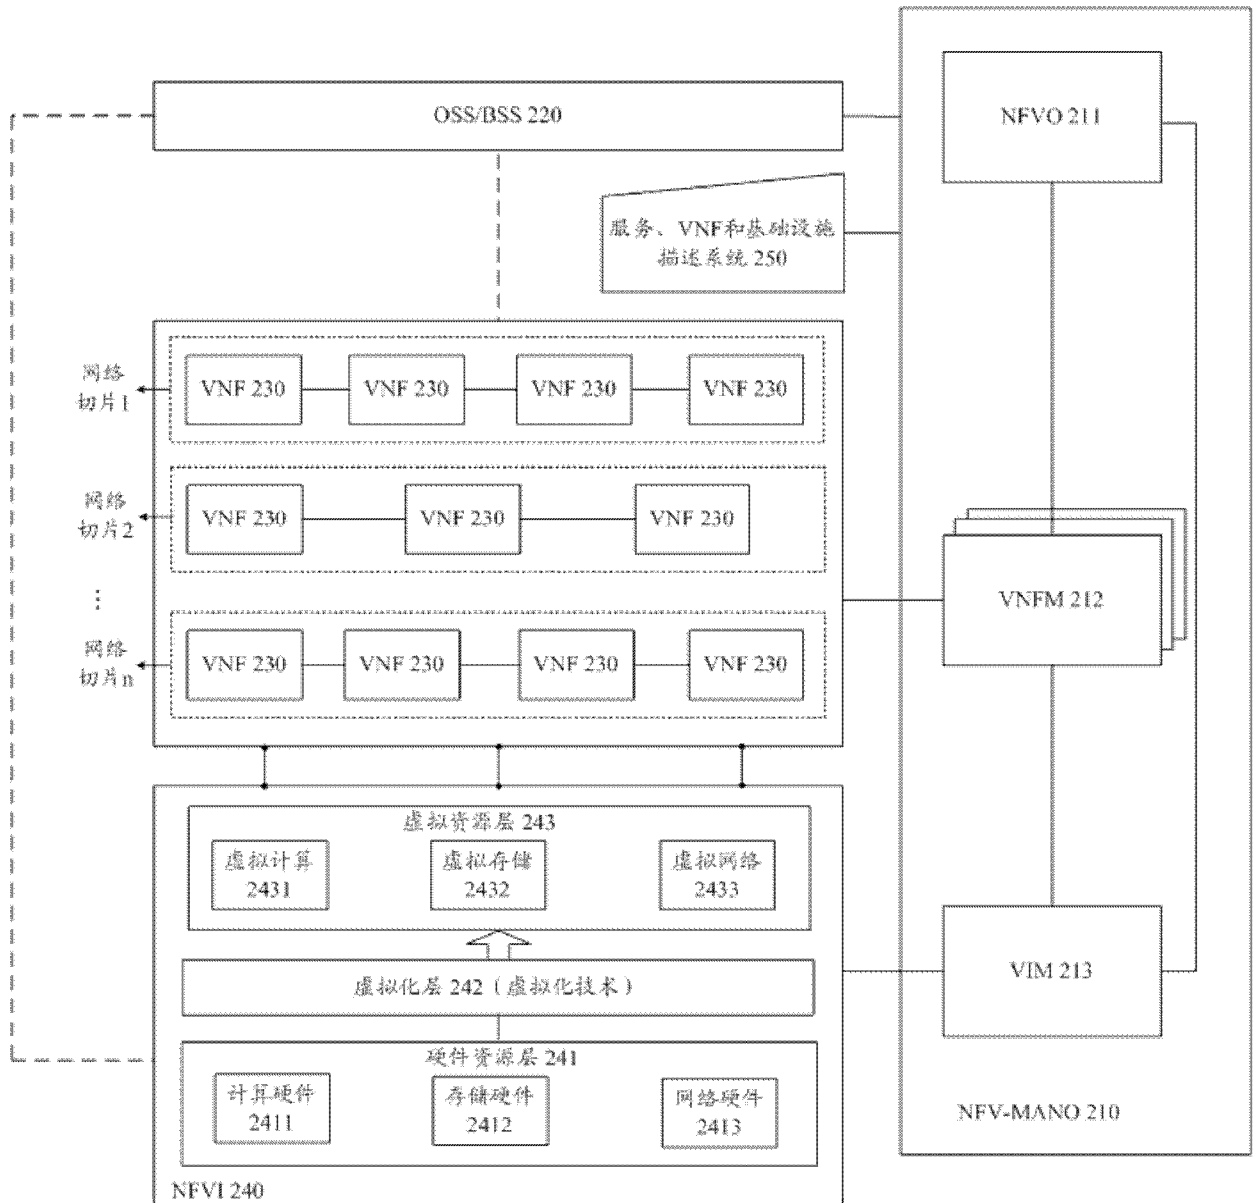 OSS/BSS 220
NFVO 211
服务、VNF和基础设施
描述系统 250
网络
切片1
VNF 230
VNF 230
VNF 230
VNF 230
网络
切片2
VNF 230
VNF 230
VNF 230
⋮
网络
切片n
VNF 230
VNF 230
VNF 230
VNF 230
VNFM 212
虚拟资源层 243
虚拟计算
2431
虚拟存储
2432
虚拟网络
2433
虚拟化层 242（虚拟化技术）
VIM 213
硬件资源层 241
计算硬件
2411
存储硬件
2412
网络硬件
2413
NFV-MANO 210
NFVI 240